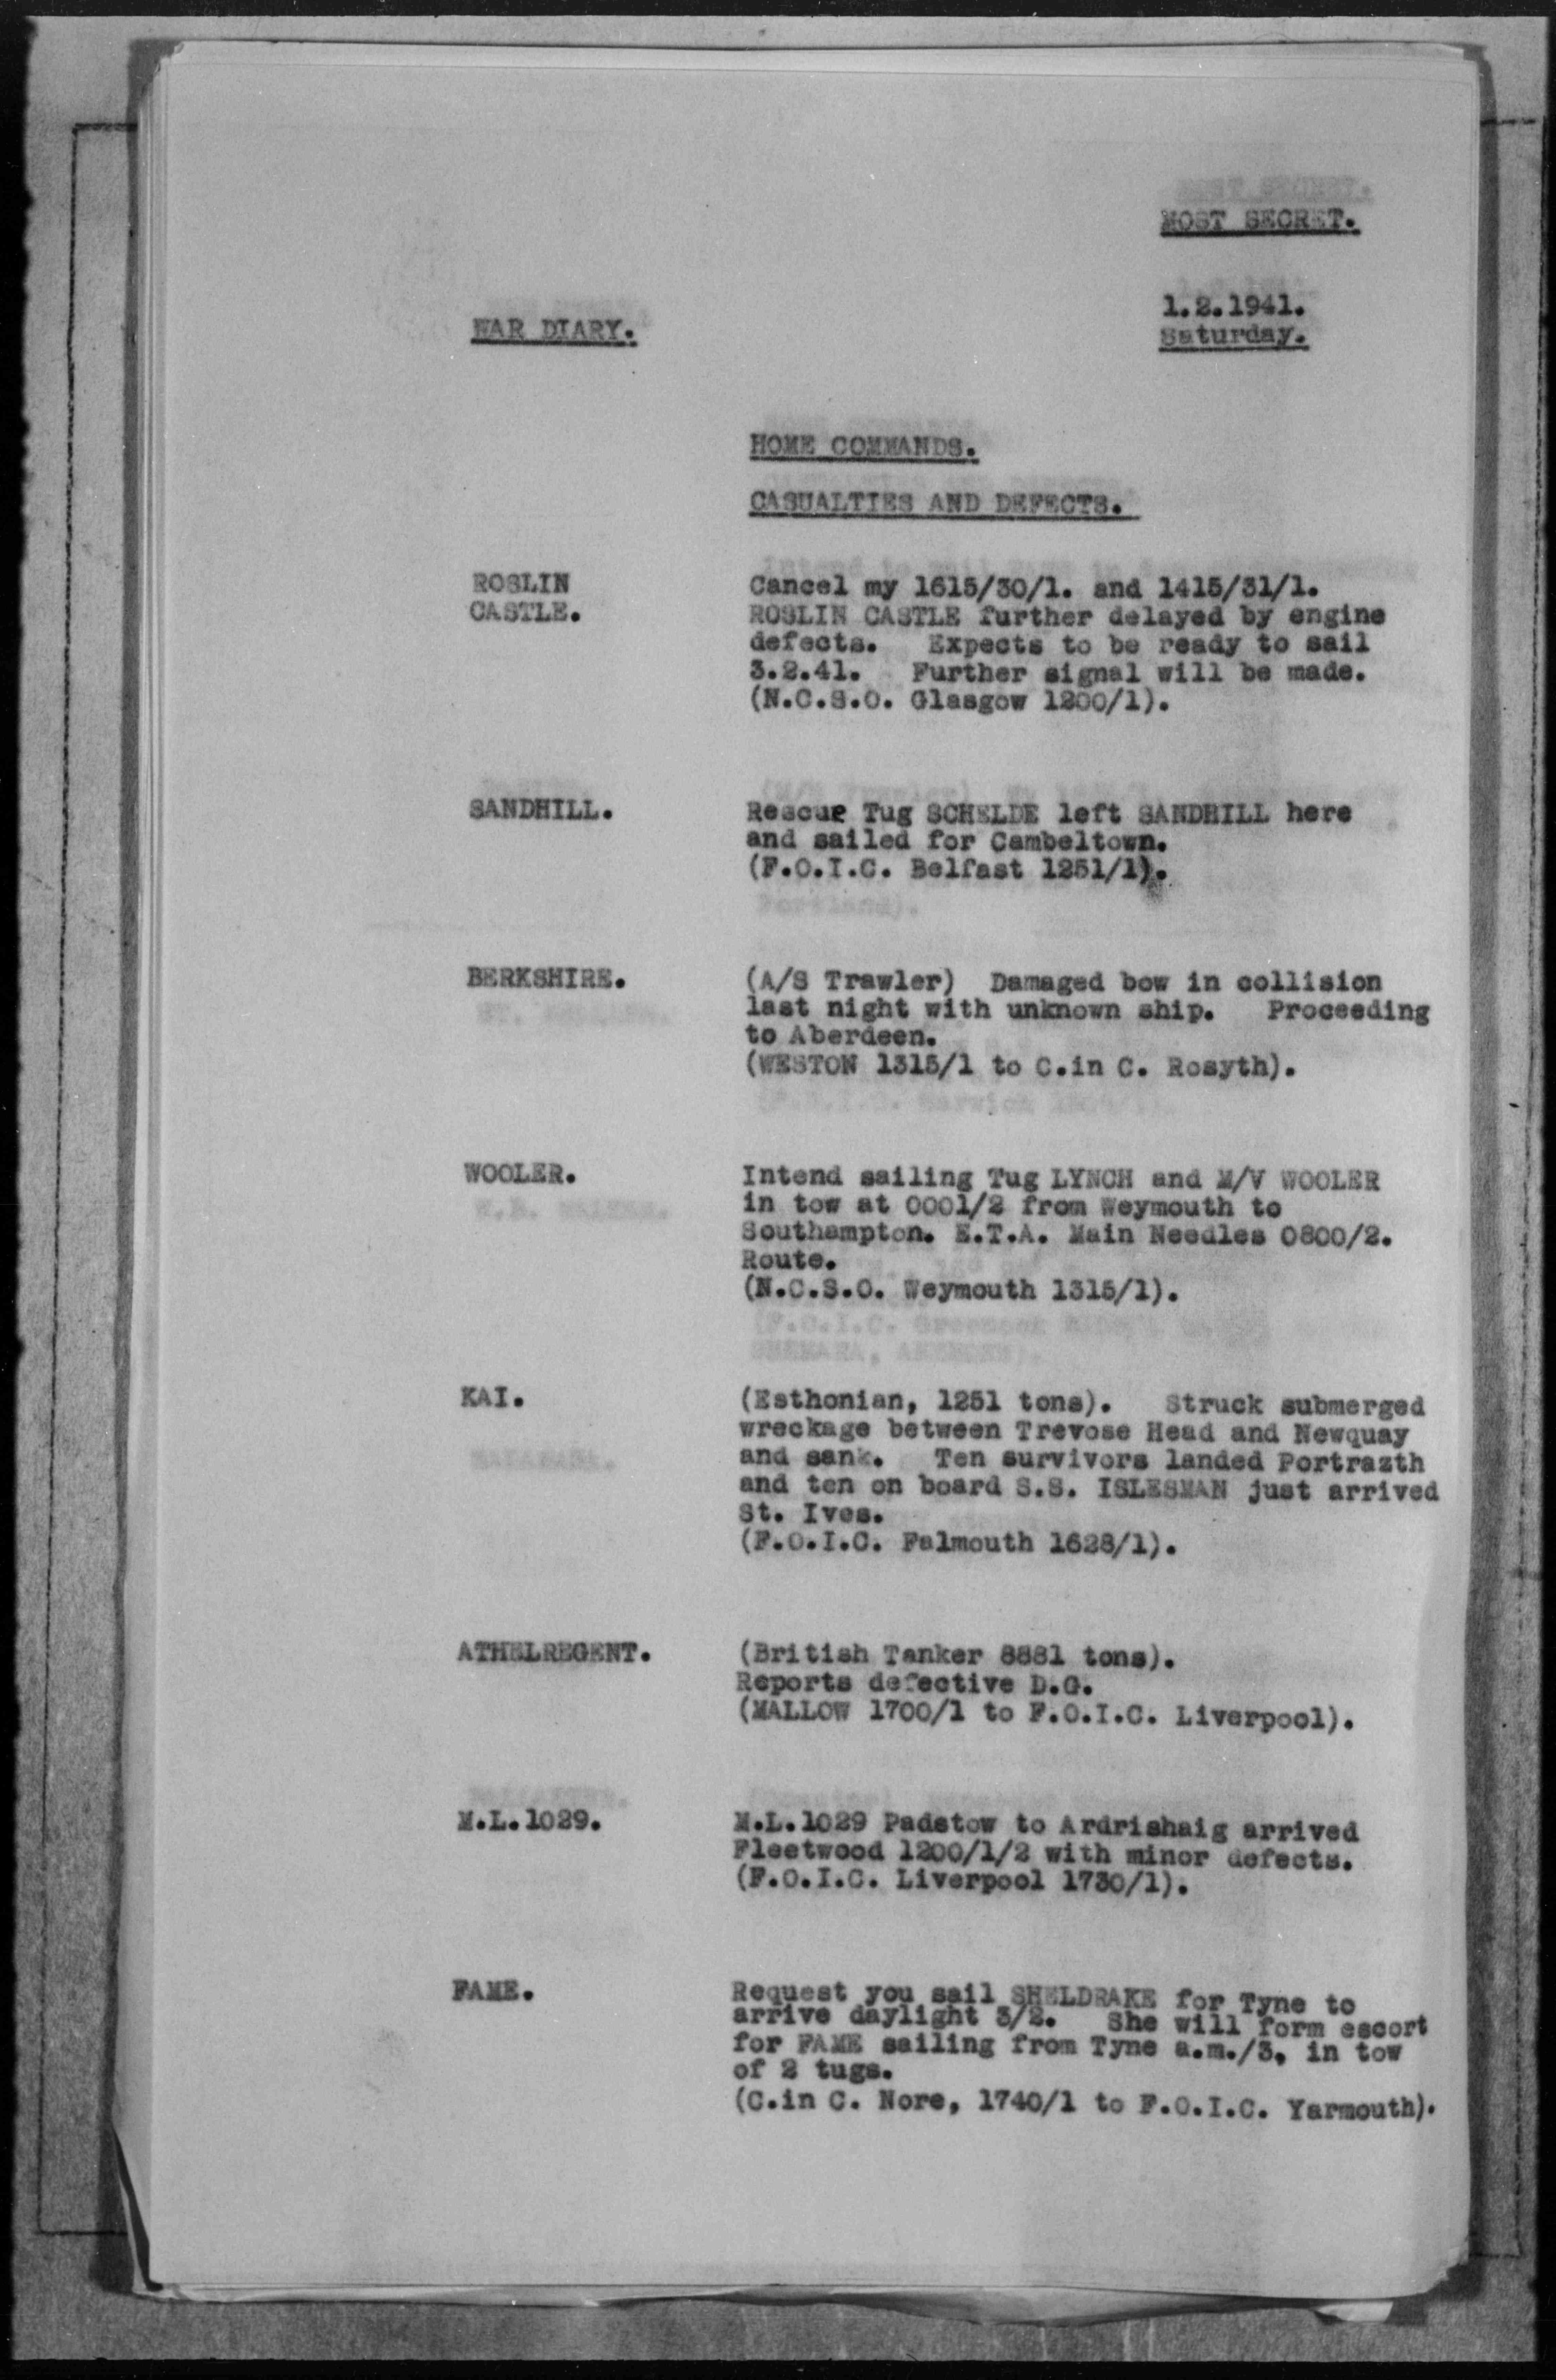 MOST SECRET.
1.2.1941.
WAR DIARY.
Saturday.
HOME COMMANDS.
CASUALTIES AND DEFECTS.
ROSLIN
CASTLE.
Cancel my 1615/30/1. and 1415/31/1.
ROSLIN CASTLE further delayed by engine
defects. Expects to be ready to sail
3.2.41. Further signal will be made.
(N.C.S.O. Glasgow 1200/1).
SANDHILL.
Rescue Tug SCHELDE left SANDHILL here
and sailed for Cambeltown.
(F.O.I.C. Belfast 1251/1).
BERKSHIRE.
(A/S Trawler) Damaged bow in collision
last night with unknown ship. Proceeding
to Aberdeen.
(WESTON 1315/1 to C.in C. Rosyth).
WOOLER.
Intend sailing Tug LYNCH and M/V WOOLER
in tow at 0001/2 from Weymouth to
Southampton. E.T.A. Main Needles 0800/2.
Route.
(N.C.S.O. Weymouth 1315/1).
KAI.
(Esthonian, 1251 tons). Struck submerged
wreckage between Trevose Head and Newquay
and sank. Ten survivors landed Portrazth
and ten on board S.S. ISLESMAN just arrived
St. Ives.
(F.O.I.C. Falmouth 1628/1).
ATHELREGENT.
(British Tanker 8881 tons).
Reports defective D.G.
(MALLOW 1700/1 to F.O.I.C. Liverpool).
M.L.1029.
M.L.1029 Padstow to Ardrishaig arrived
Fleetwood 1200/1/2 with minor defects.
(F.O.I.C. Liverpool 1730/1).
FAME.
Request you sail SHELDRAKE for Tyne to
arrive daylight 3/2. She will form escort
for FAME sailing from Tyne a.m./3, in tow
of 2 tugs.
(C.in C. Nore, 1740/1 to F.O.I.C. Yarmouth).